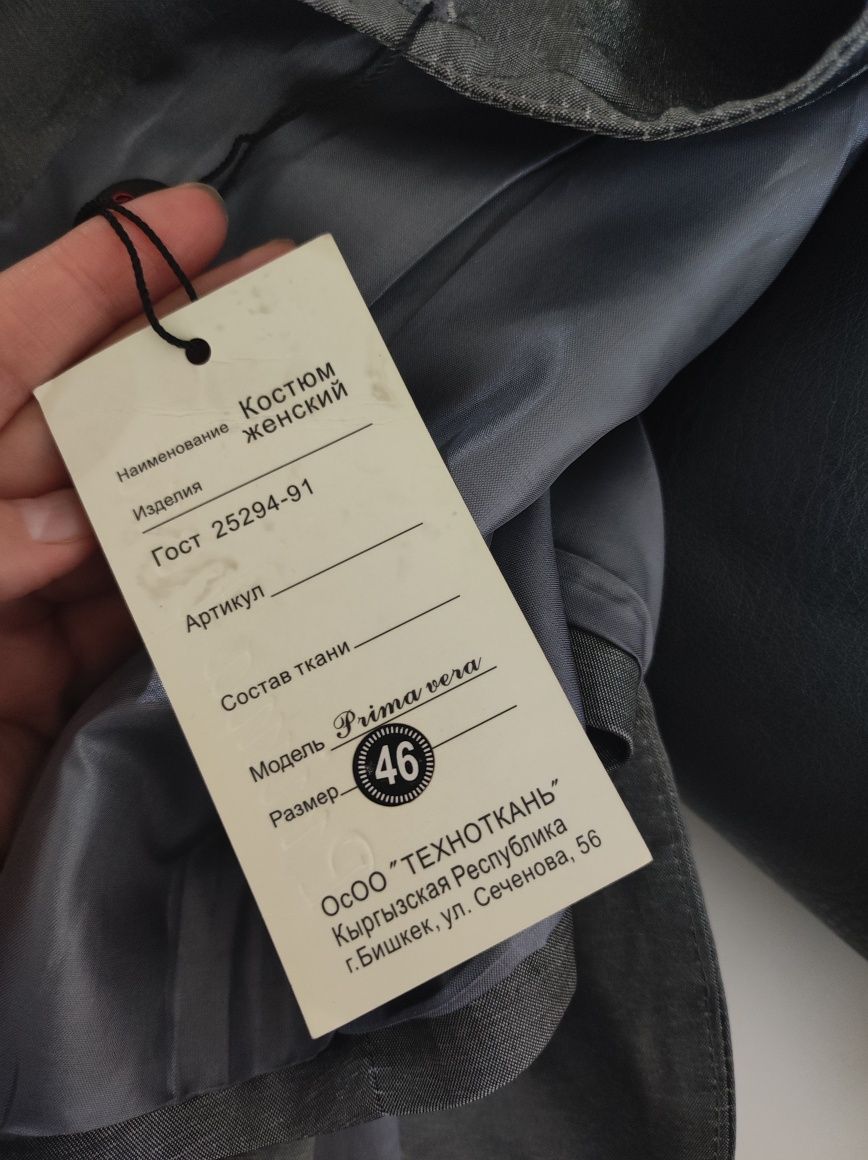 Наименование Костюм
женский
Изделия
Гост 25294-91
Артикул
Состав ткани
Модель Prima vera
Размер 46
ОсОО "ТЕХНОТКАНЬ"
Кыргызская Республика
г.Бишкек, ул. Сеченова, 56